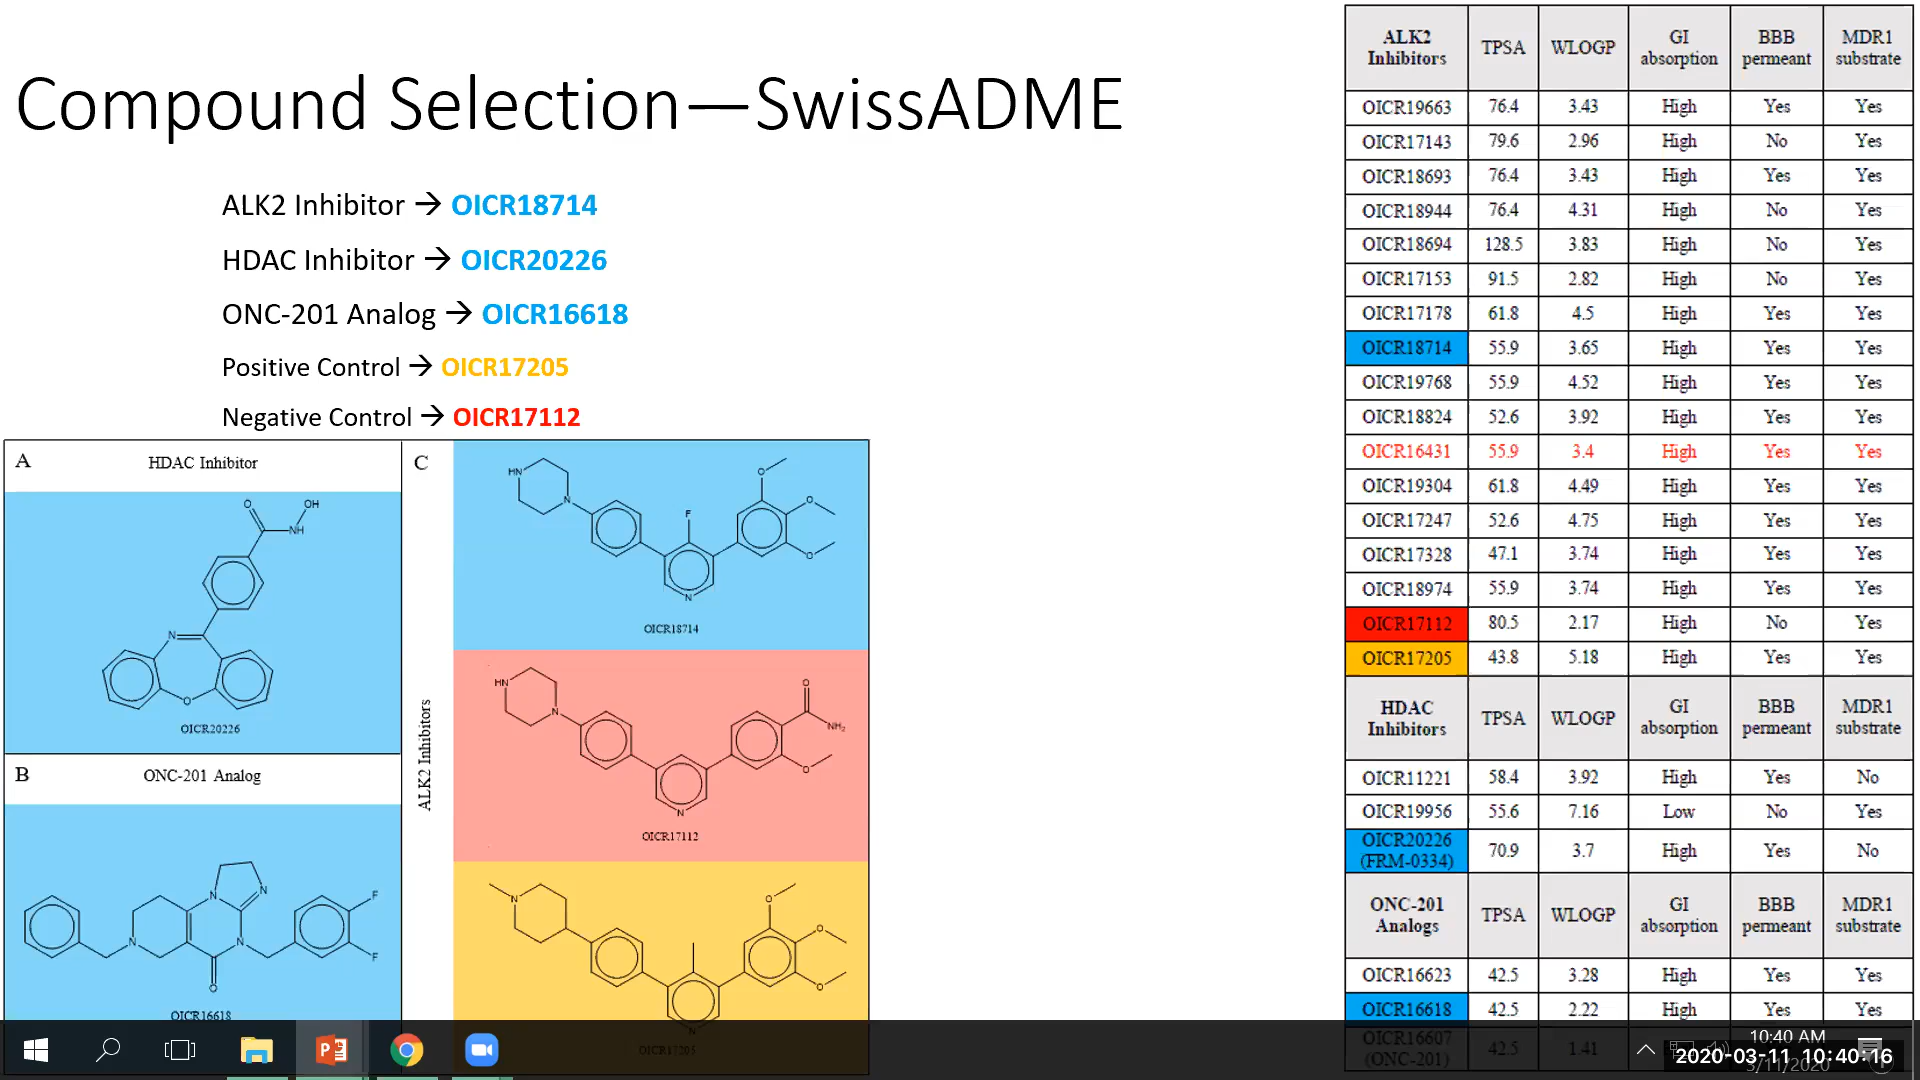 Compound Selection—SwissADME
ALK2 Inhibitor → OICR18714
HDAC Inhibitor → OICR20226
ONC-201 Analog → OICR16618
Positive Control → OICR17205
Negative Control → OICR17112
A HDAC Inhibitor
O OH
NH
N
O
OICR20226
B ONC-201 Analog
N N
N N
O
F
F
OICR16618
C
ALK2 Inhibitors
HN
N
F
O
O
O
N
OICR18714
HN
N
O
NH2
O
N
OICR17112
N
O
O
O
N
OICR17205
ALK2 Inhibitors TPSA WLOGP GI absorption BBB permeant MDR1 substrate
OICR19663 76.4 3.43 High Yes Yes
OICR17143 79.6 2.96 High No Yes
OICR18693 76.4 3.43 High Yes Yes
OICR18944 76.4 4.31 High No Yes
OICR18694 128.5 3.83 High No Yes
OICR17153 91.5 2.82 High No Yes
OICR17178 61.8 4.5 High Yes Yes
OICR18714 55.9 3.65 High Yes Yes
OICR19768 55.9 4.52 High Yes Yes
OICR18824 52.6 3.92 High Yes Yes
OICR16431 55.9 3.4 High Yes Yes
OICR19304 61.8 4.49 High Yes Yes
OICR17247 52.6 4.75 High Yes Yes
OICR17328 47.1 3.74 High Yes Yes
OICR18974 55.9 3.74 High Yes Yes
OICR17112 80.5 2.17 High No Yes
OICR17205 43.8 5.18 High Yes Yes
HDAC Inhibitors TPSA WLOGP GI absorption BBB permeant MDR1 substrate
OICR11221 58.4 3.92 High Yes No
OICR19956 55.6 7.16 Low No Yes
OICR20226 (FRM-0334) 70.9 3.7 High Yes No
ONC-201 Analogs TPSA WLOGP GI absorption BBB permeant MDR1 substrate
OICR16623 42.5 3.28 High Yes Yes
OICR16618 42.5 2.22 High Yes Yes
OICR16607 (ONC-201) 42.5 1.41
10:40 AM
3/11/2020
2020-03-11 10:40:16